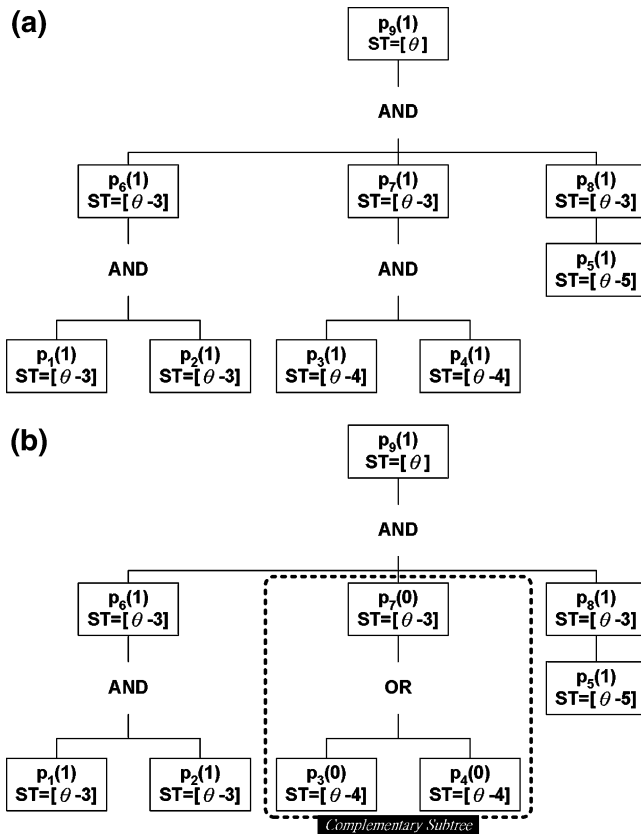 (a)
p₉(1)
ST=[θ]
AND
p₆(1)
ST=[θ-3]
p₇(1)
ST=[θ-3]
p₈(1)
ST=[θ-3]
AND
AND
p₅(1)
ST=[θ-5]
p₁(1)
ST=[θ-3]
p₂(1)
ST=[θ-3]
p₃(1)
ST=[θ-4]
p₄(1)
ST=[θ-4]
(b)
p₉(1)
ST=[θ]
AND
p₆(1)
ST=[θ-3]
p₇(0)
ST=[θ-3]
p₈(1)
ST=[θ-3]
AND
OR
p₅(1)
ST=[θ-5]
p₁(1)
ST=[θ-3]
p₂(1)
ST=[θ-3]
p₃(0)
ST=[θ-4]
p₄(0)
ST=[θ-4]
Complementary Subtree